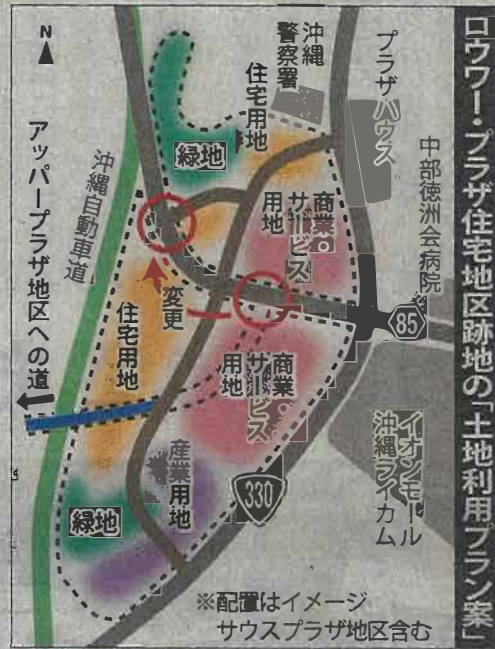 ロウワー・プラザ住宅地区跡地の「土地利用プラン案」
N
沖縄
警察署
プラザハウス
中部徳洲会病院
住宅用地
緑地
アッパープラザ地区への道
沖縄自動車道
商業・
サービス
用地
変更
85
住宅用地
商業・
サービス
用地
イオンモール
沖縄ライカム
産業用地
330
緑地
※配置はイメージ
サウスプラザ地区含む